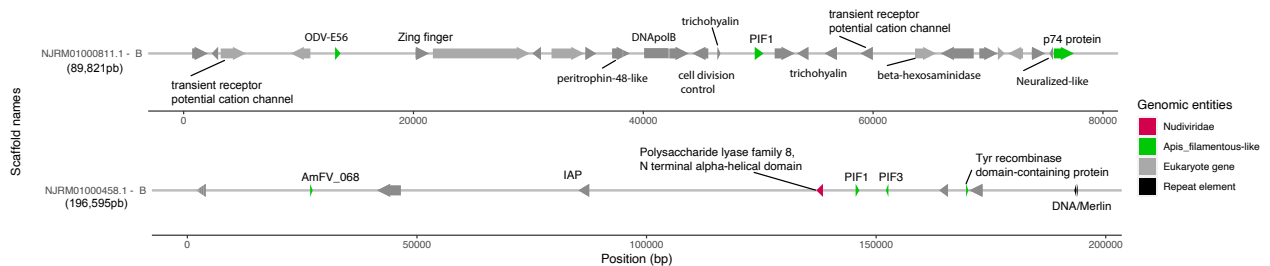 trichohyalin
transient receptor
potential cation channel
ODV-E56
Zing finger
DNApolB
PIF1
p74 protein
NJRM01000811.1 - B
(89,821pb)
transient receptor
potential cation channel
peritrophin-48-like
cell division
control
trichohyalin
beta-hexosaminidase
Neuralized-like
0
20000
40000
60000
80000
Scaffold names
Genomic entities
Nudiviridae
Apis_filamentous-like
Eukaryote gene
Repeat element
Polysaccharide lyase family 8,
N terminal alpha-helical domain
Tyr recombinase
domain-containing protein
AmFV_068
IAP
PIF1
PIF3
NJRM01000458.1 - B
(196,595pb)
DNA/Merlin
0
50000
100000
150000
200000
Position (bp)